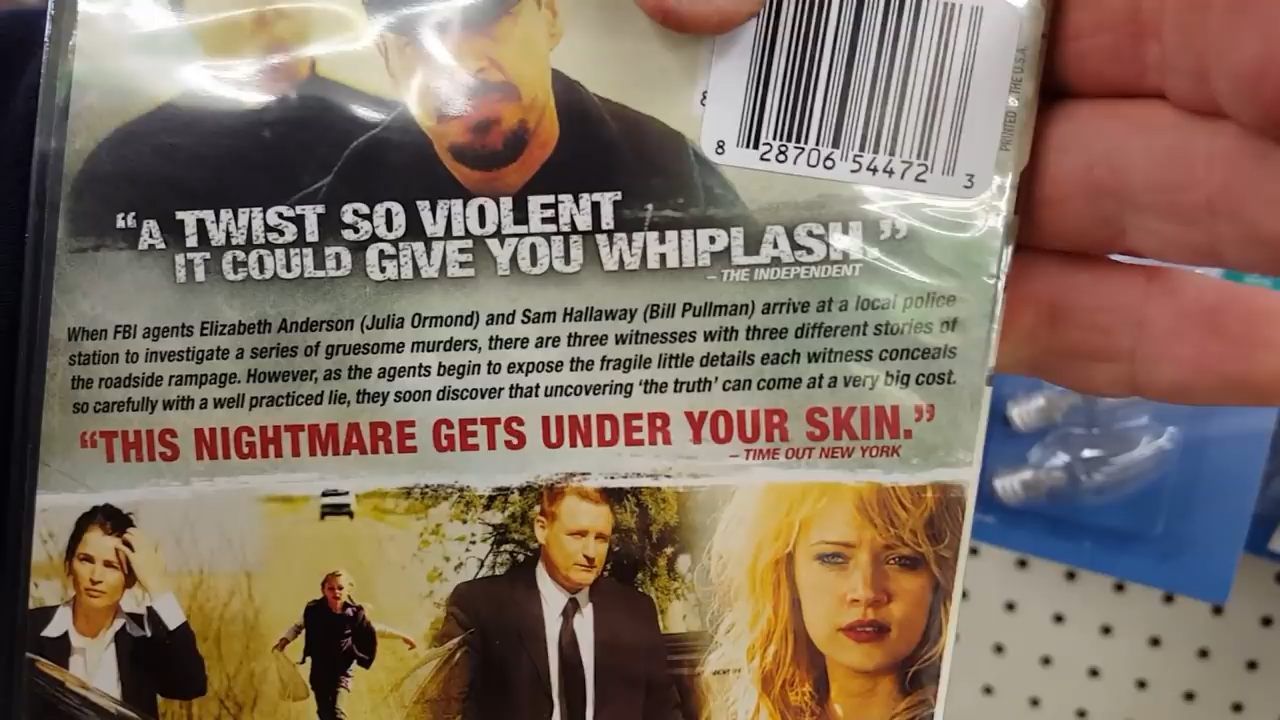 PRINTED IN THE U.S.A.
8 28706 54472 3
"A TWIST SO VIOLENT
IT COULD GIVE YOU WHIPLASH."
– THE INDEPENDENT
When FBI agents Elizabeth Anderson (Julia Ormond) and Sam Hallaway (Bill Pullman) arrive at a local police
station to investigate a series of gruesome murders, there are three witnesses with three different stories of
the roadside rampage. However, as the agents begin to expose the fragile little details each witness conceals
so carefully with a well practiced lie, they soon discover that uncovering 'the truth' can come at a very big cost.
"THIS NIGHTMARE GETS UNDER YOUR SKIN."
– TIME OUT NEW YORK